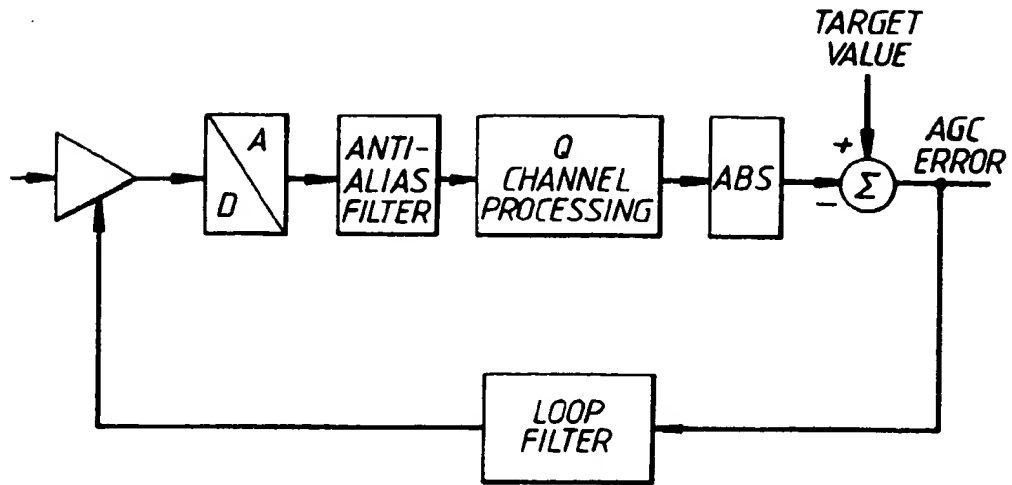 TARGET
VALUE
A
D
ANTI-
ALIAS
FILTER
Q
CHANNEL
PROCESSING
ABS
+
−
Σ
AGC
ERROR
LOOP
FILTER